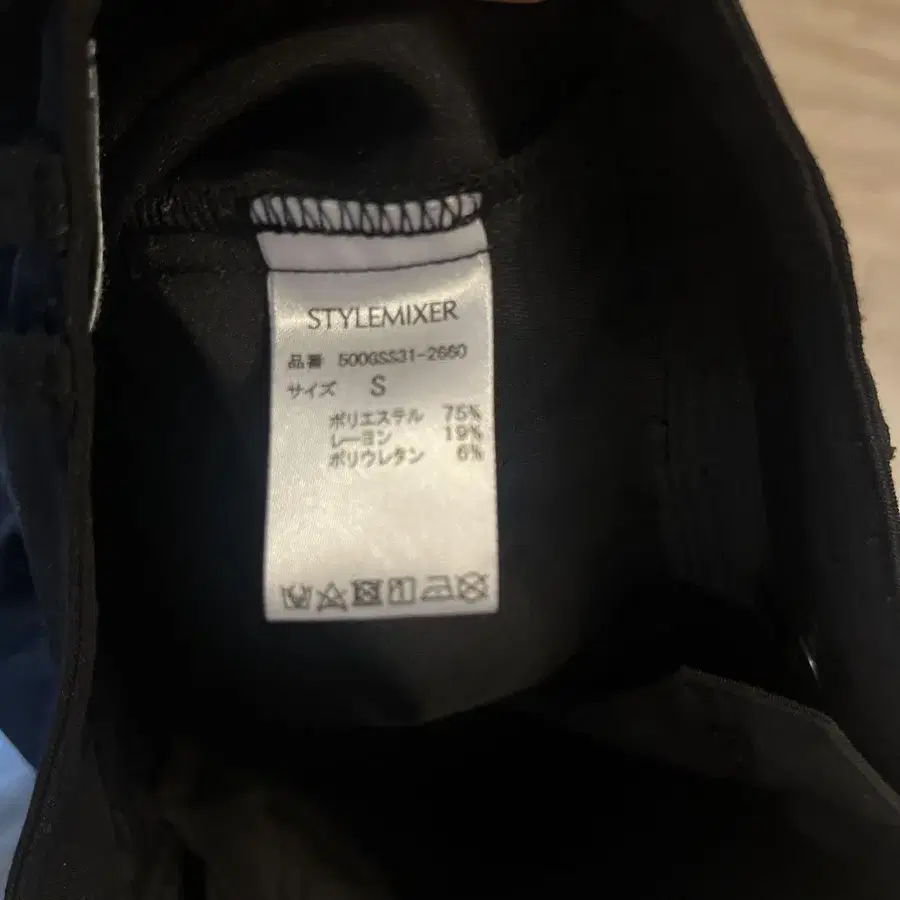 STYLEMIXER
品番 500GSS31-2660
サイズ S
ポリエステル 75%
レーヨン 19%
ポリウレタン 6%